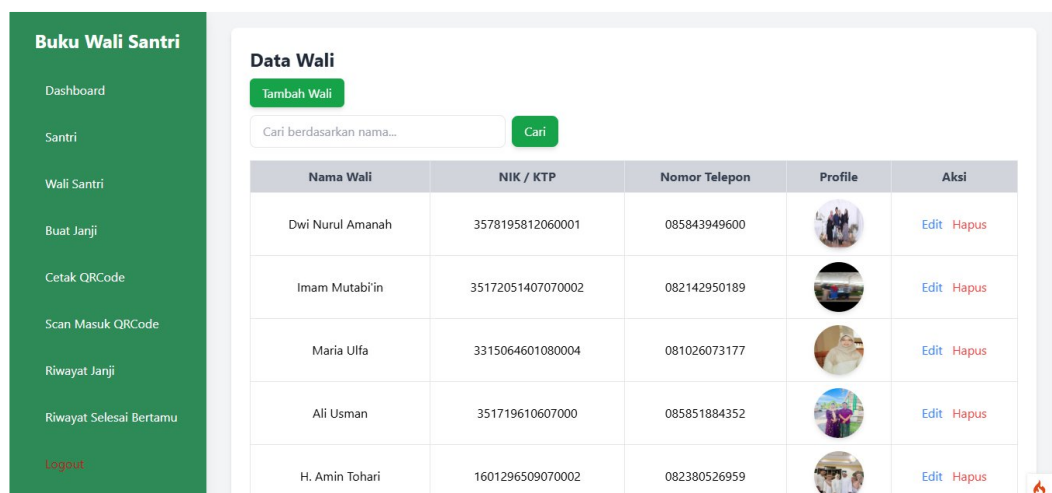 Buku Wali Santri
Dashboard
Santri
Wali Santri
Buat Janji
Cetak QRCode
Scan Masuk QRCode
Riwayat Janji
Riwayat Selesai Bertamu
Logout
Data Wali
Tambah Wali
Cari berdasarkan nama... Cari
Nama Wali NIK / KTP Nomor Telepon Profile Aksi
Dwi Nurul Amanah 3578195812060001 085843949600 Edit Hapus
Imam Mutabi'in 35172051407070002 082142950189 Edit Hapus
Maria Ulfa 3315064601080004 081026073177 Edit Hapus
Ali Usman 351719610607000 085851884352 Edit Hapus
H. Amin Tohari 1601296509070002 082380526959 Edit Hapus